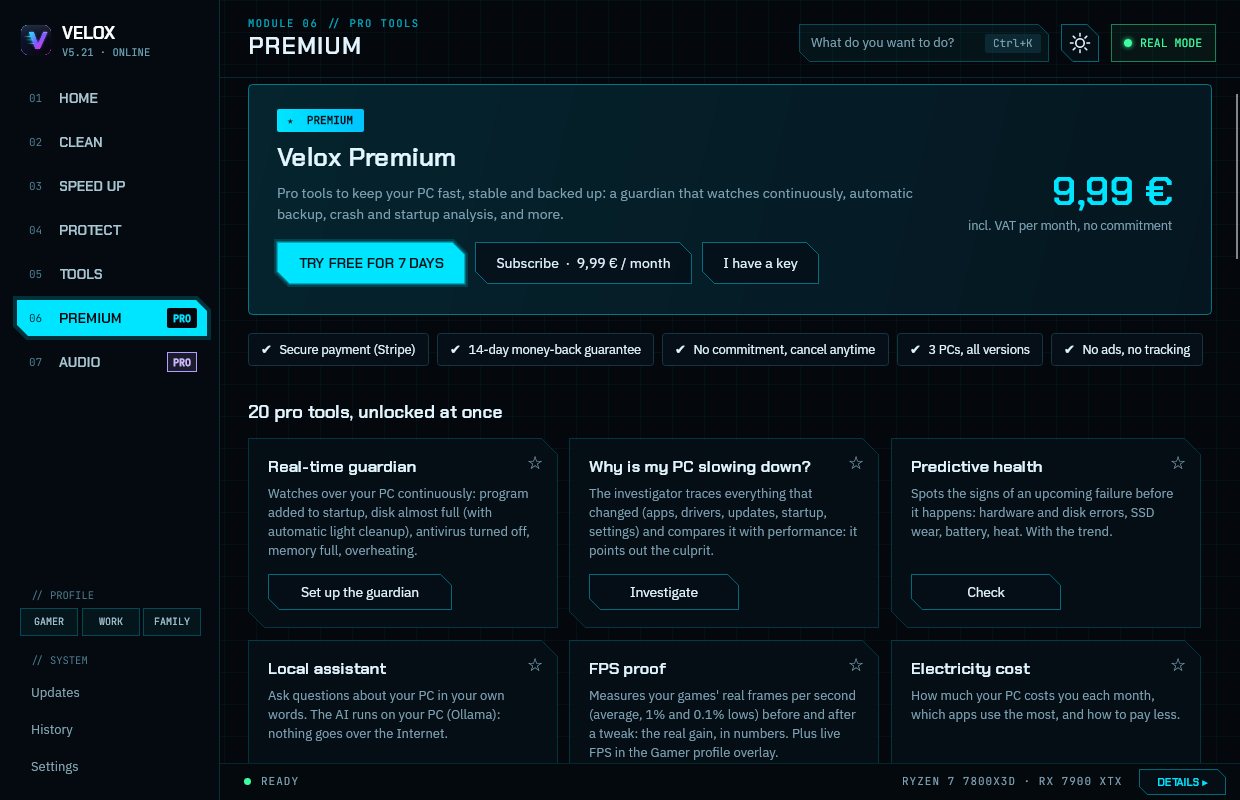 VELOX
V5.21 · ONLINE
01 HOME
02 CLEAN
03 SPEED UP
04 PROTECT
05 TOOLS
06 PREMIUM PRO
07 AUDIO PRO
// PROFILE
GAMER WORK FAMILY
// SYSTEM
Updates
History
Settings
MODULE 06 // PRO TOOLS
PREMIUM
What do you want to do? Ctrl+K
REAL MODE
★ PREMIUM
Velox Premium
Pro tools to keep your PC fast, stable and backed up: a guardian that watches continuously, automatic
backup, crash and startup analysis, and more.
TRY FREE FOR 7 DAYS
Subscribe · 9,99 € / month
I have a key
9,99 €
incl. VAT per month, no commitment
✔ Secure payment (Stripe)
✔ 14-day money-back guarantee
✔ No commitment, cancel anytime
✔ 3 PCs, all versions
✔ No ads, no tracking
20 pro tools, unlocked at once
Real-time guardian
Watches over your PC continuously: program
added to startup, disk almost full (with
automatic light cleanup), antivirus turned off,
memory full, overheating.
Set up the guardian
Why is my PC slowing down?
The investigator traces everything that
changed (apps, drivers, updates, startup,
settings) and compares it with performance: it
points out the culprit.
Investigate
Predictive health
Spots the signs of an upcoming failure before
it happens: hardware and disk errors, SSD
wear, battery, heat. With the trend.
Check
Local assistant
Ask questions about your PC in your own
words. The AI runs on your PC (Ollama):
nothing goes over the Internet.
FPS proof
Measures your games' real frames per second
(average, 1% and 0.1% lows) before and after
a tweak: the real gain, in numbers. Plus live
FPS in the Gamer profile overlay.
Electricity cost
How much your PC costs you each month,
which apps use the most, and how to pay less.
READY
RYZEN 7 7800X3D · RX 7900 XTX
DETAILS ▸